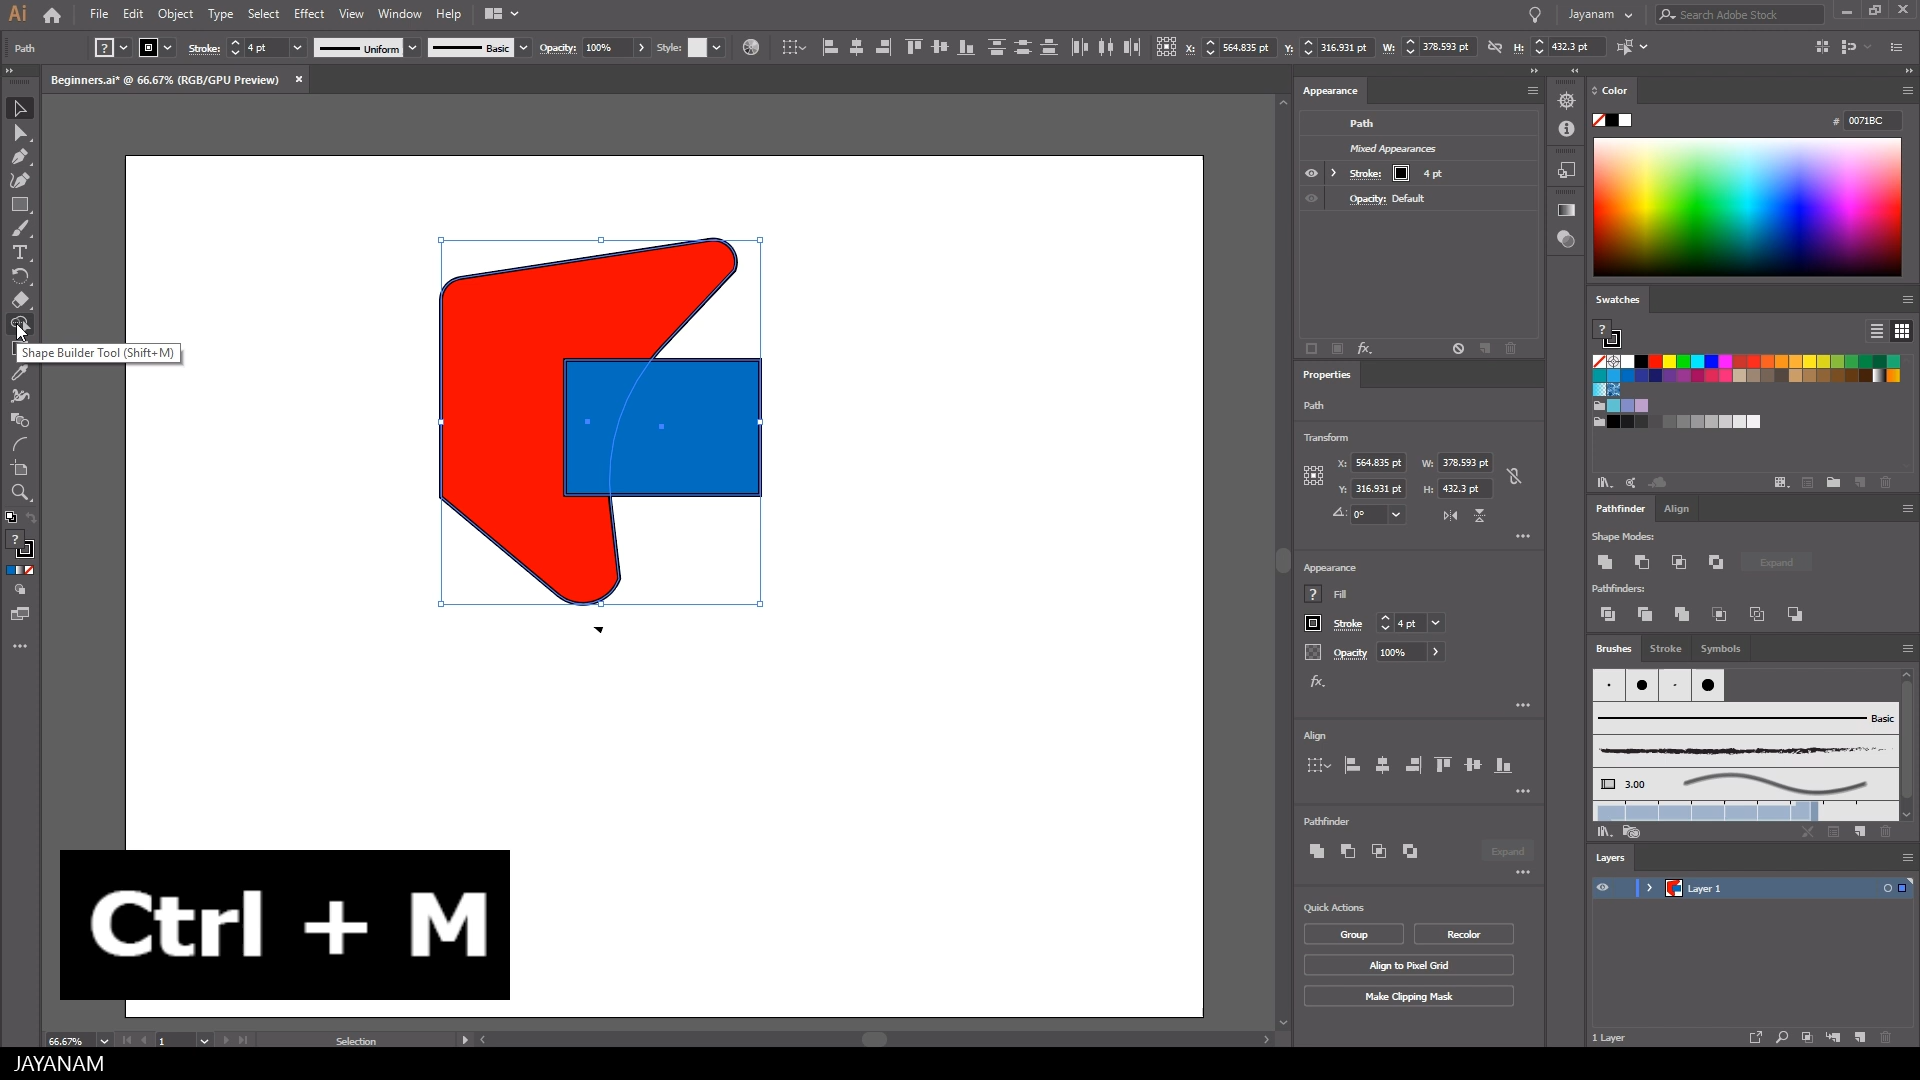 Ai File Edit Object Type Select Effect View Window Help Jayanam Search Adobe Stock
Path ? Stroke: 4 pt Uniform Basic Opacity: 100% Style: X: 564.835 pt Y: 316.931 pt W: 378.593 pt H: 432.3 pt
Beginners.ai* @ 66.67% (RGB/GPU Preview) ×
Shape Builder Tool (Shift+M)
?
Ctrl + M
66.67% 1 Selection
JAYANAM
Appearance
Path
Mixed Appearances
Stroke: 4 pt
Opacity: Default
fx.
Properties
Path
Transform
X: 564.835 pt W: 378.593 pt
Y: 316.931 pt H: 432.3 pt
0°
Appearance
? Fill
Stroke 4 pt
Opacity 100%
fx.
Align
Pathfinder
Expand
Quick Actions
Group Recolor
Align to Pixel Grid
Make Clipping Mask
Color
# 0071BC
Swatches
?
Pathfinder Align
Shape Modes:
Expand
Pathfinders:
Brushes Stroke Symbols
Basic
3.00
Layers
Layer 1
1 Layer